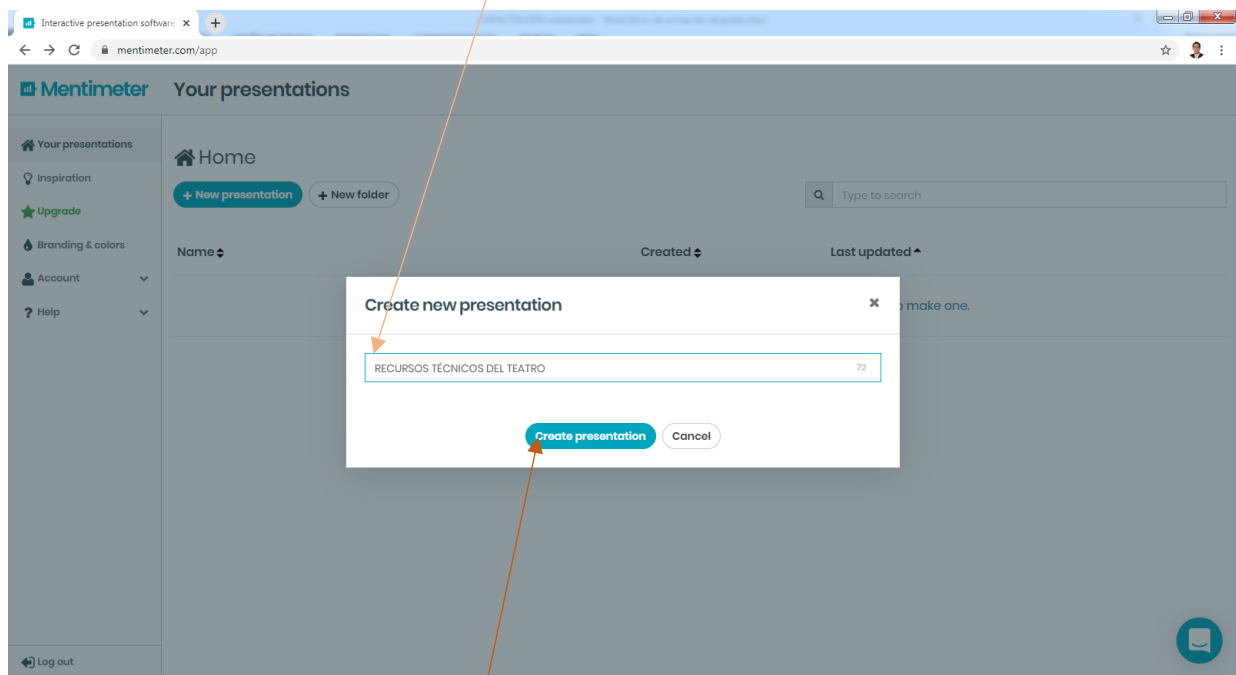 Interactive presentation softw are
mentimeter.com/app
Mentimeter
Your presentations
Your presentations
Inspiration
Upgrade
Branding & colors
Account
? Help
Log out
Home
+ New presentation
+ New folder
Type to search
Name
Created
Last updated
make one.
Create new presentation
RECURSOS TÉCNICOS DEL TEATRO
72
Create presentation
Cancel